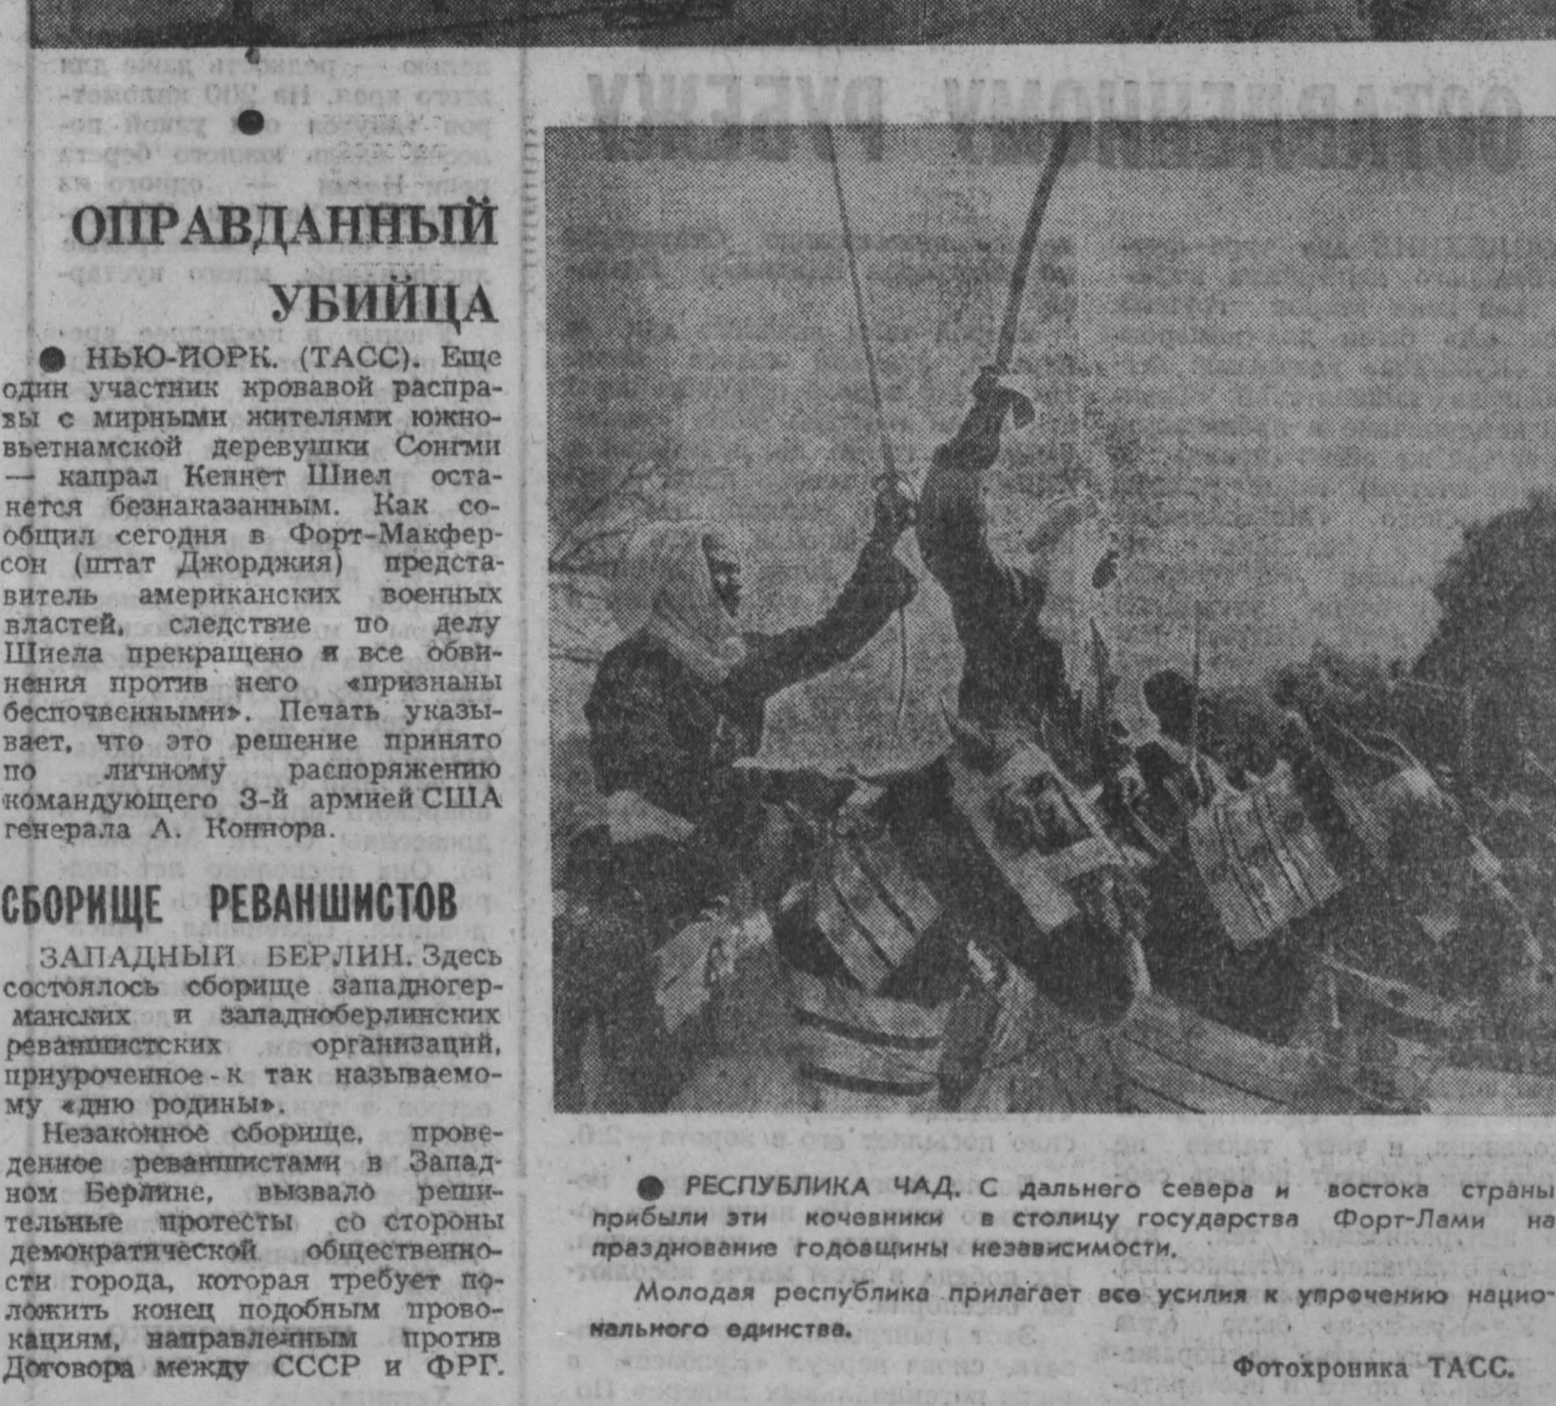 ОПРАВДАННЫЙ
УБИЙЦА
● НЬЮ-ЙОРК. (ТАСС). Еще
один участник кровавой распра-
вы с мирными жителями южно-
вьетнамской деревушки Сонгми
— капрал Кеннет Шиел оста-
нется безнаказанным. Как со-
общил сегодня в Форт-Макфер-
сон (штат Джорджия) предста-
витель американских военных
властей, следствие по делу
Шиела прекращено и все обви-
нения против него «признаны
беспочвенными». Печать указы-
вает, что это решение принято
по личному распоряжению
командующего 3-й армией США
генерала А. Коннора.
СБОРИЩЕ РЕВАНШИСТОВ
ЗАПАДНЫЙ БЕРЛИН. Здесь
состоялось сборище западногер-
манских и западноберлинских
реваншистских организаций,
приуроченное к так называемо-
му «дню родины».
Незаконное сборище, прове-
денное реваншистами в Запад-
ном Берлине, вызвало реши-
тельные протесты со стороны
демократической общественно-
сти города, которая требует по-
ложить конец подобным прово-
кациям, направленным против
Договора между СССР и ФРГ.
● РЕСПУБЛИКА ЧАД. С дальнего севера и востока страны
прибыли эти кочевники в столицу государства Форт-Лами на
празднование годовщины независимости.
Молодая республика прилагает все усилия к упрочению нацио-
нального единства.
Фотохроника ТАСС.